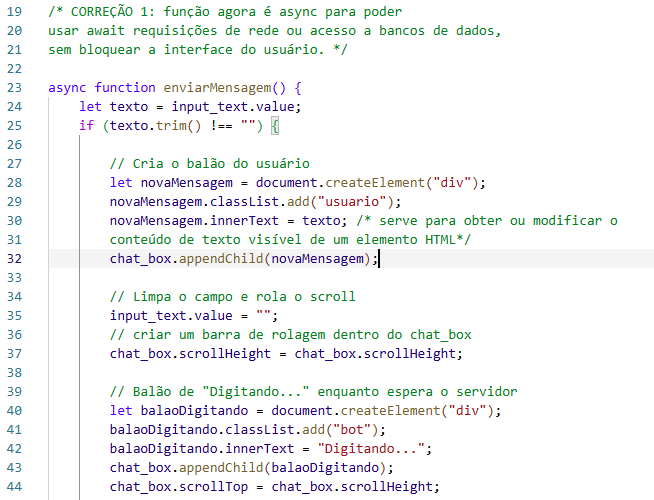 19 /* CORREÇÃO 1: função agora é async para poder
20 usar await requisições de rede ou acesso a bancos de dados,
21 sem bloquear a interface do usuário. */
22
23 async function enviarMensagem() {
24 let texto = input_text.value;
25 if (texto.trim() !== "") {
26
27 // Cria o balão do usuário
28 let novaMensagem = document.createElement("div");
29 novaMensagem.classList.add("usuario");
30 novaMensagem.innerText = texto; /* serve para obter ou modificar o
31 conteúdo de texto visível de um elemento HTML*/
32 chat_box.appendChild(novaMensagem);
33
34 // Limpa o campo e rola o scroll
35 input_text.value = "";
36 // criar um barra de rolagem dentro do chat_box
37 chat_box.scrollHeight = chat_box.scrollHeight;
38
39 // Balão de "Digitando..." enquanto espera o servidor
40 let balaoDigitando = document.createElement("div");
41 balaoDigitando.classList.add("bot");
42 balaoDigitando.innerText = "Digitando...";
43 chat_box.appendChild(balaoDigitando);
44 chat_box.scrollTop = chat_box.scrollHeight;